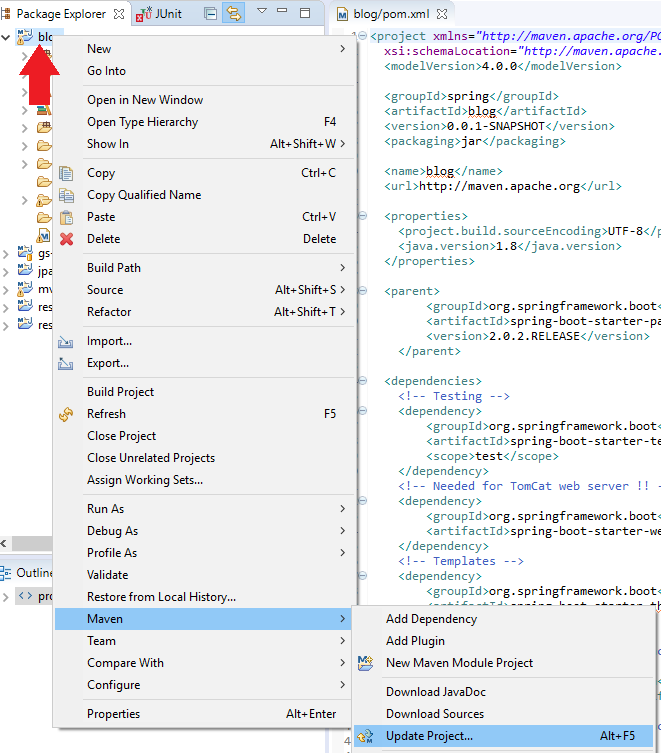 Package Explorer
JUnit
blog/pom.xml
New
Go Into
Open in New Window
Open Type Hierarchy F4
Show In Alt+Shift+W
Copy Ctrl+C
Copy Qualified Name
Paste Ctrl+V
Delete Delete
Build Path
Source Alt+Shift+S
Refactor Alt+Shift+T
Import...
Export...
Build Project
Refresh F5
Close Project
Close Unrelated Projects
Assign Working Sets...
Run As
Debug As
Profile As
Validate
Restore from Local History...
Maven
Team
Compare With
Configure
Properties Alt+Enter
Add Dependency
Add Plugin
New Maven Module Project
Download JavaDoc
Download Sources
Update Project... Alt+F5
blo
gs-
jpa
mv
res
res
Outline
pro
<project xmlns="http://maven.apache.org/PO
xsi:schemaLocation="http://maven.apache
<modelVersion>4.0.0</modelVersion>
<groupId>spring</groupId>
<artifactId>blog</artifactId>
<version>0.0.1-SNAPSHOT</version>
<packaging>jar</packaging>
<name>blog</name>
<url>http://maven.apache.org</url>
<properties>
<project.build.sourceEncoding>UTF-8</p
<java.version>1.8</java.version>
</properties>
<parent>
<groupId>org.springframework.boot<
<artifactId>spring-boot-starter-pa
<version>2.0.2.RELEASE</version>
</parent>
<dependencies>
<!-- Testing -->
<dependency>
<groupId>org.springframework.boot<
<artifactId>spring-boot-starter-te
<scope>test</scope>
</dependency>
<!-- Needed for TomCat web server !! -
<dependency>
<groupId>org.springframework.boot<
<artifactId>spring-boot-starter-we
</dependency>
<!-- Templates -->
<dependency>
<groupId>org.springframework.boot<